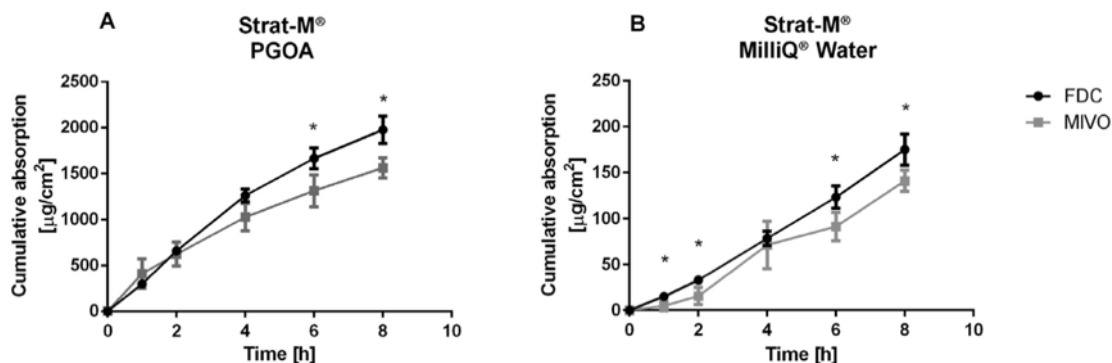 A
Strat-M®
PGOA
Cumulative absorption
[µg/cm²]
2500
2000
1500
1000
500
0
* *
0 2 4 6 8 10
Time [h]
B
Strat-M®
MilliQ® Water
Cumulative absorption
[µg/cm²]
250
200
150
100
50
0
* * * *
0 2 4 6 8 10
Time [h]
FDC
MIVO